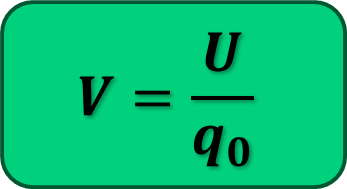 V = U / q₀